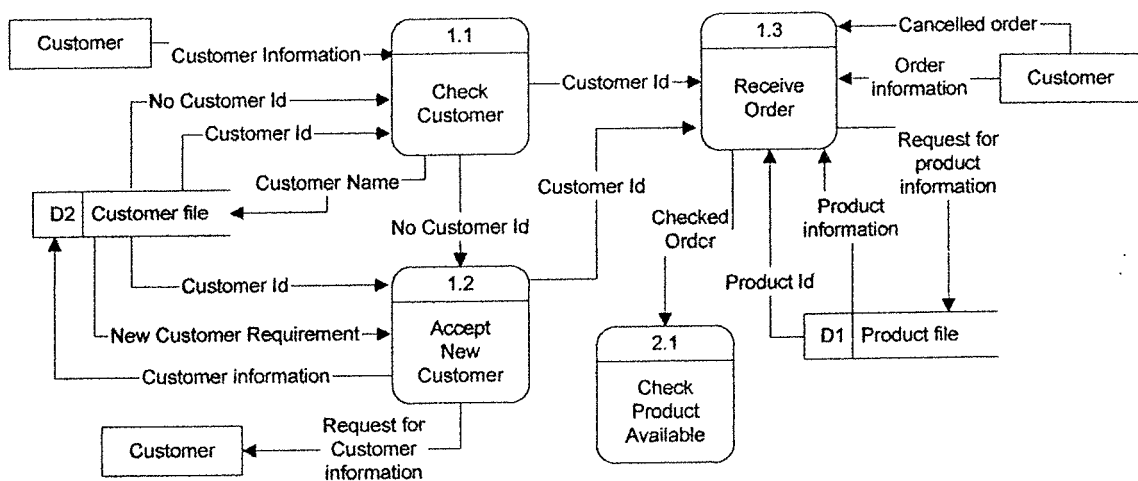 Customer
Customer Information
1.1
Check
Customer
No Customer Id
Customer Id
Customer Name
D2
Customer file
No Customer Id
Customer Id
New Customer Requirement
Customer information
1.2
Accept
New
Customer
Request for
Customer
information
Customer
Customer Id
Customer Id
1.3
Receive
Order
Cancelled order
Order
information
Customer
Request for
product
information
Product
information
Product Id
D1
Product file
Checked
Order
2.1
Check
Product
Available